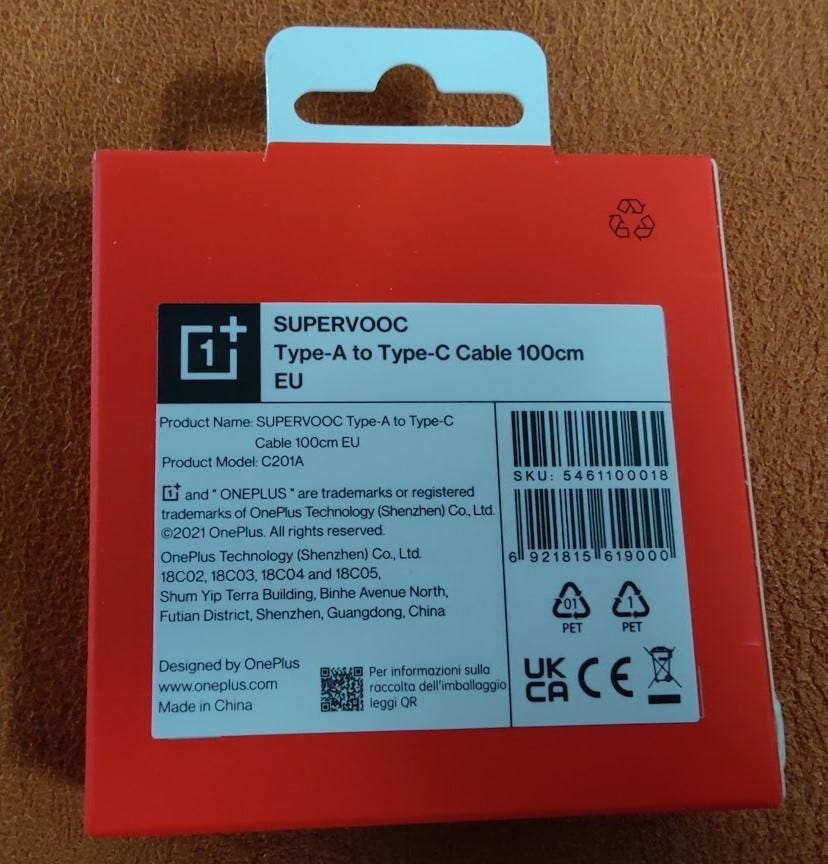 1+
SUPERVOOC
Type-A to Type-C Cable 100cm
EU
Product Name: SUPERVOOC Type-A to Type-C
Cable 100cm EU
Product Model: C201A
1+ and " ONEPLUS " are trademarks or registered
trademarks of OnePlus Technology (Shenzhen) Co., Ltd.
©2021 OnePlus. All rights reserved.
OnePlus Technology (Shenzhen) Co., Ltd.
18C02, 18C03, 18C04 and 18C05,
Shum Yip Terra Building, Binhe Avenue North,
Futian District, Shenzhen, Guangdong, China
Designed by OnePlus
www.oneplus.com
Made in China
Per informazioni sulla
raccolta dell'imballaggio
leggi QR
SKU: 5461100018
6 921815 619000
01
PET
1
PET
UK
CA
CE